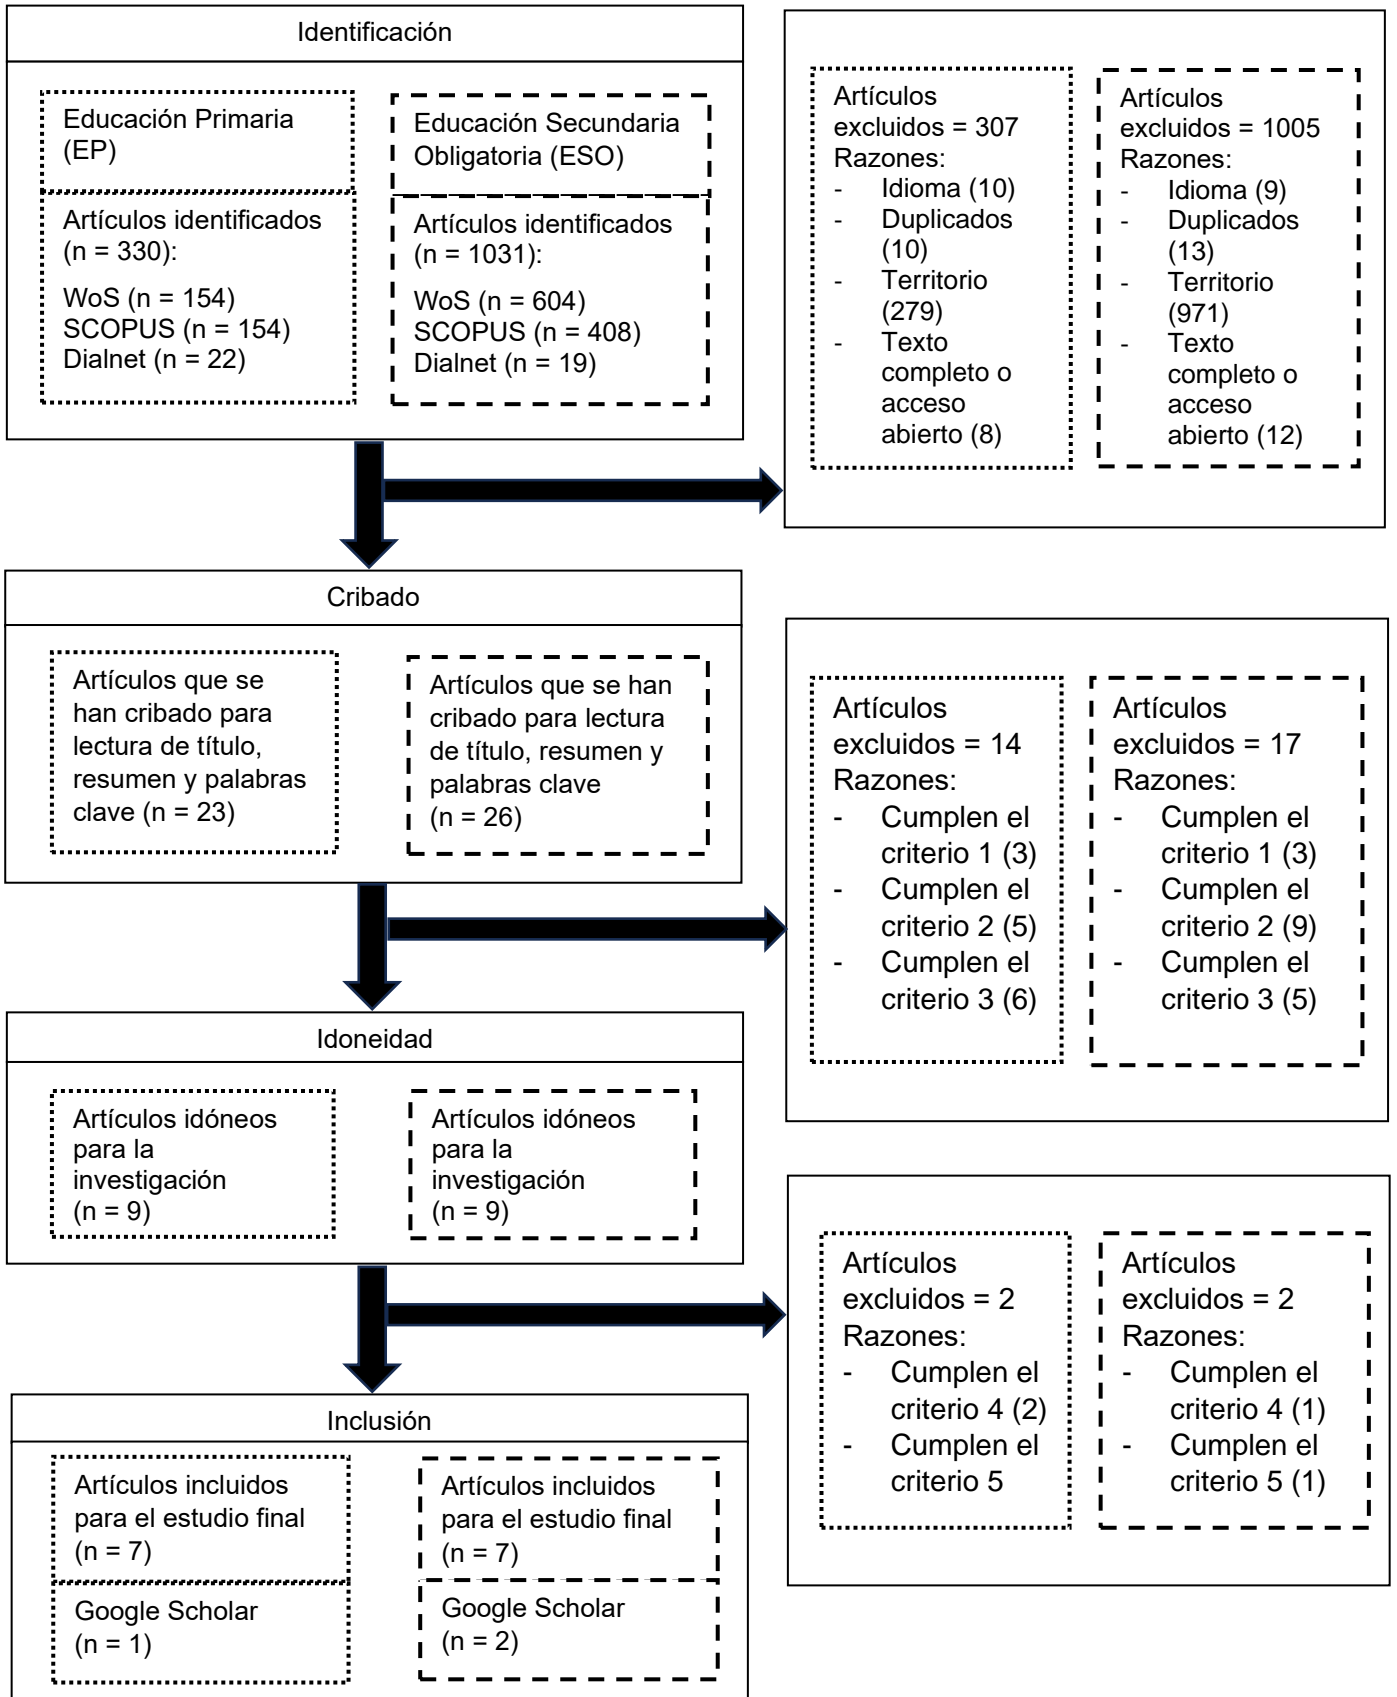 Identificación
Educación Primaria
(EP)
Artículos identificados
(n = 330):
WoS (n = 154)
SCOPUS (n = 154)
Dialnet (n = 22)
Educación Secundaria
Obligatoria (ESO)
Artículos identificados
(n = 1031):
WoS (n = 604)
SCOPUS (n = 408)
Dialnet (n = 19)
Artículos
excluidos = 307
Razones:
- Idioma (10)
- Duplicados
(10)
- Territorio
(279)
- Texto
completo o
acceso
abierto (8)
Artículos
excluidos = 1005
Razones:
- Idioma (9)
- Duplicados
(13)
- Territorio
(971)
- Texto
completo o
acceso
abierto (12)
Cribado
Artículos que se
han cribado para
lectura de título,
resumen y palabras
clave (n = 23)
Artículos que se han
cribado para lectura
de título, resumen y
palabras clave
(n = 26)
Artículos
excluidos = 14
Razones:
- Cumplen el
criterio 1 (3)
- Cumplen el
criterio 2 (5)
- Cumplen el
criterio 3 (6)
Artículos
excluidos = 17
Razones:
- Cumplen el
criterio 1 (3)
- Cumplen el
criterio 2 (9)
- Cumplen el
criterio 3 (5)
Idoneidad
Artículos idóneos
para la
investigación
(n = 9)
Artículos idóneos
para la
investigación
(n = 9)
Artículos
excluidos = 2
Razones:
- Cumplen el
criterio 4 (2)
- Cumplen el
criterio 5
Artículos
excluidos = 2
Razones:
- Cumplen el
criterio 4 (1)
- Cumplen el
criterio 5 (1)
Inclusión
Artículos incluidos
para el estudio final
(n = 7)
Google Scholar
(n = 1)
Artículos incluidos
para el estudio final
(n = 7)
Google Scholar
(n = 2)